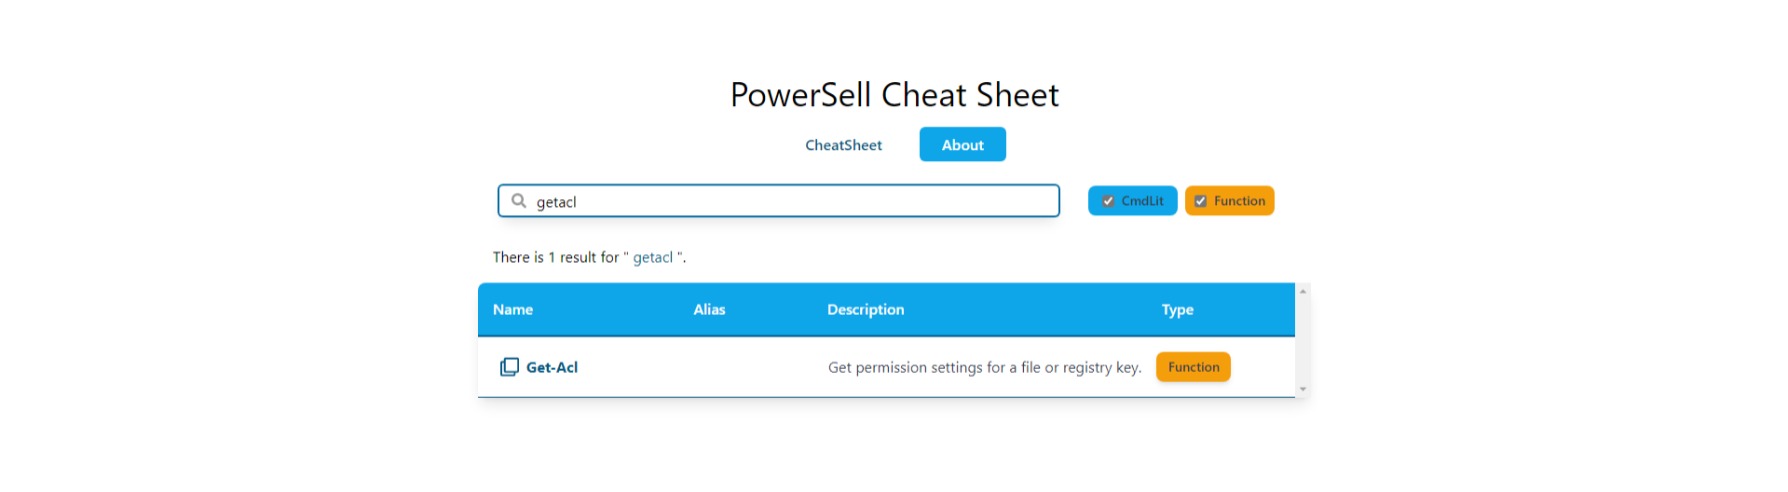 PowerSell Cheat Sheet
CheatSheet About
getacl CmdLit Function
There is 1 result for " getacl ".
Name Alias Description Type
Get-Acl Get permission settings for a file or registry key. Function